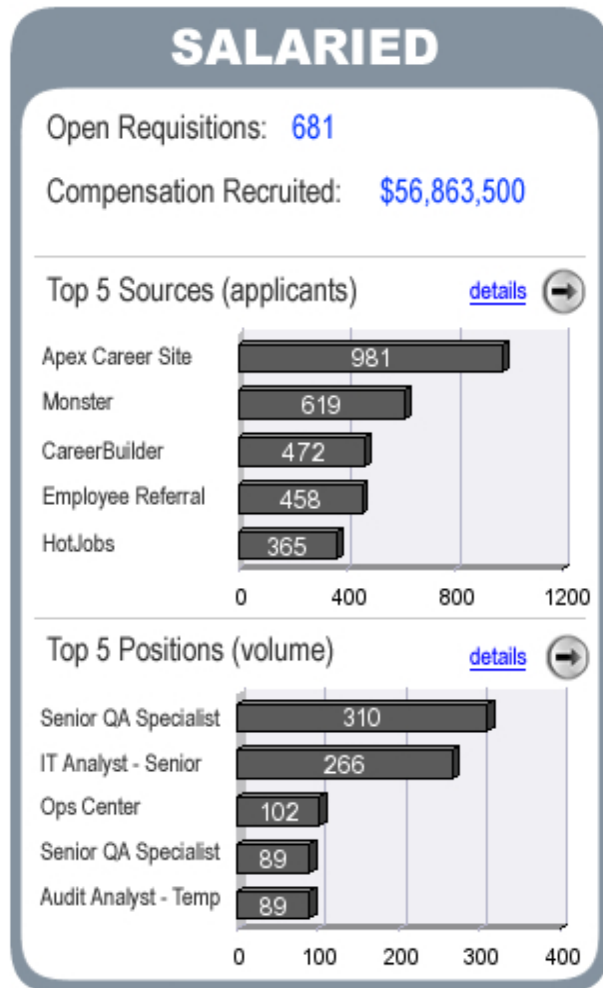 SALARIED
Open Requisitions: 681
Compensation Recruited: $56,863,500
Top 5 Sources (applicants) details
Apex Career Site 981
Monster 619
CareerBuilder 472
Employee Referral 458
HotJobs 365
0 400 800 1200
Top 5 Positions (volume) details
Senior QA Specialist 310
IT Analyst - Senior 266
Ops Center 102
Senior QA Specialist 89
Audit Analyst - Temp 89
0 100 200 300 400